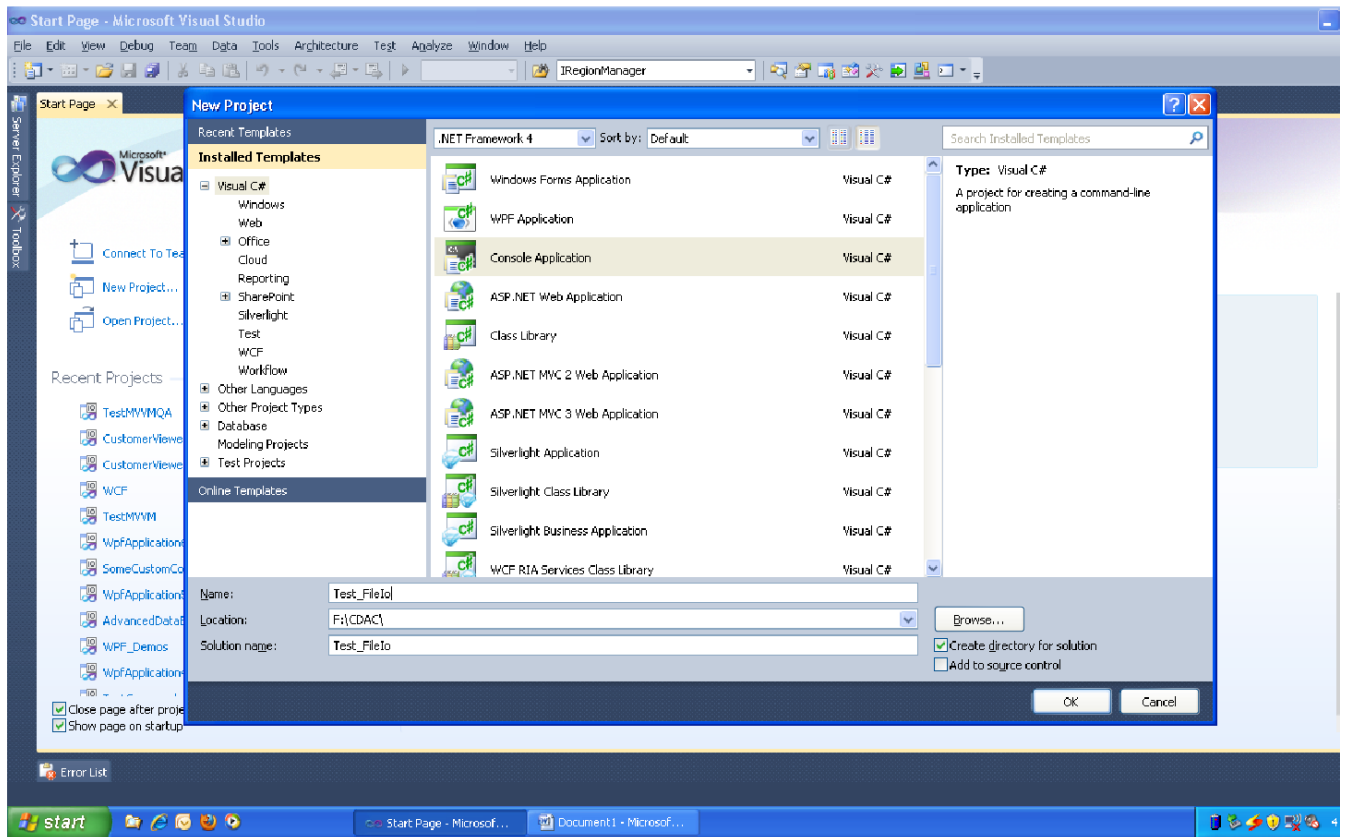 Start Page - Microsoft Visual Studio
File Edit View Debug Team Data Tools Architecture Test Analyze Window Help
IRegionManager
Server Explorer
Toolbox
Start Page
Microsoft
Visua
Connect To Tea
New Project...
Open Project...
Recent Projects
TestMVVMQA
CustomerViewe
CustomerViewe
WCF
TestMVVM
WpfApplication
SomeCustomCo
WpfApplication
AdvancedDataE
WPF_Demos
WpfApplication
Close page after proje
Show page on startup
New Project
Recent Templates
Installed Templates
Visual C#
Windows
Web
Office
Cloud
Reporting
SharePoint
Silverlight
Test
WCF
Workflow
Other Languages
Other Project Types
Database
Modeling Projects
Test Projects
Online Templates
.NET Framework 4 Sort by: Default
Search Installed Templates
Windows Forms Application Visual C#
WPF Application Visual C#
Console Application Visual C#
ASP.NET Web Application Visual C#
Class Library Visual C#
ASP.NET MVC 2 Web Application Visual C#
ASP.NET MVC 3 Web Application Visual C#
Silverlight Application Visual C#
Silverlight Class Library Visual C#
Silverlight Business Application Visual C#
WCF RIA Services Class Library Visual C#
Type: Visual C#
A project for creating a command-line
application
Name: Test_FileIo
Location: F:\CDAC\
Browse...
Solution name: Test_FileIo
Create directory for solution
Add to source control
OK Cancel
Error List
start
Start Page - Microsof...
Document1 - Microsof...
4